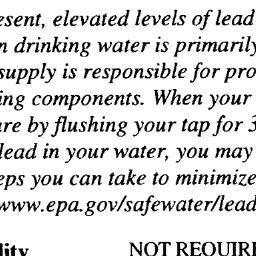 esent, elevated levels of lead
n drinking water is primarily
supply is responsible for pro
ing components. When your
are by flushing your tap for 3
lead in your water, you may
eps you can take to minimize
www.epa.gov/safewater/lead
lity NOT REQUIRE